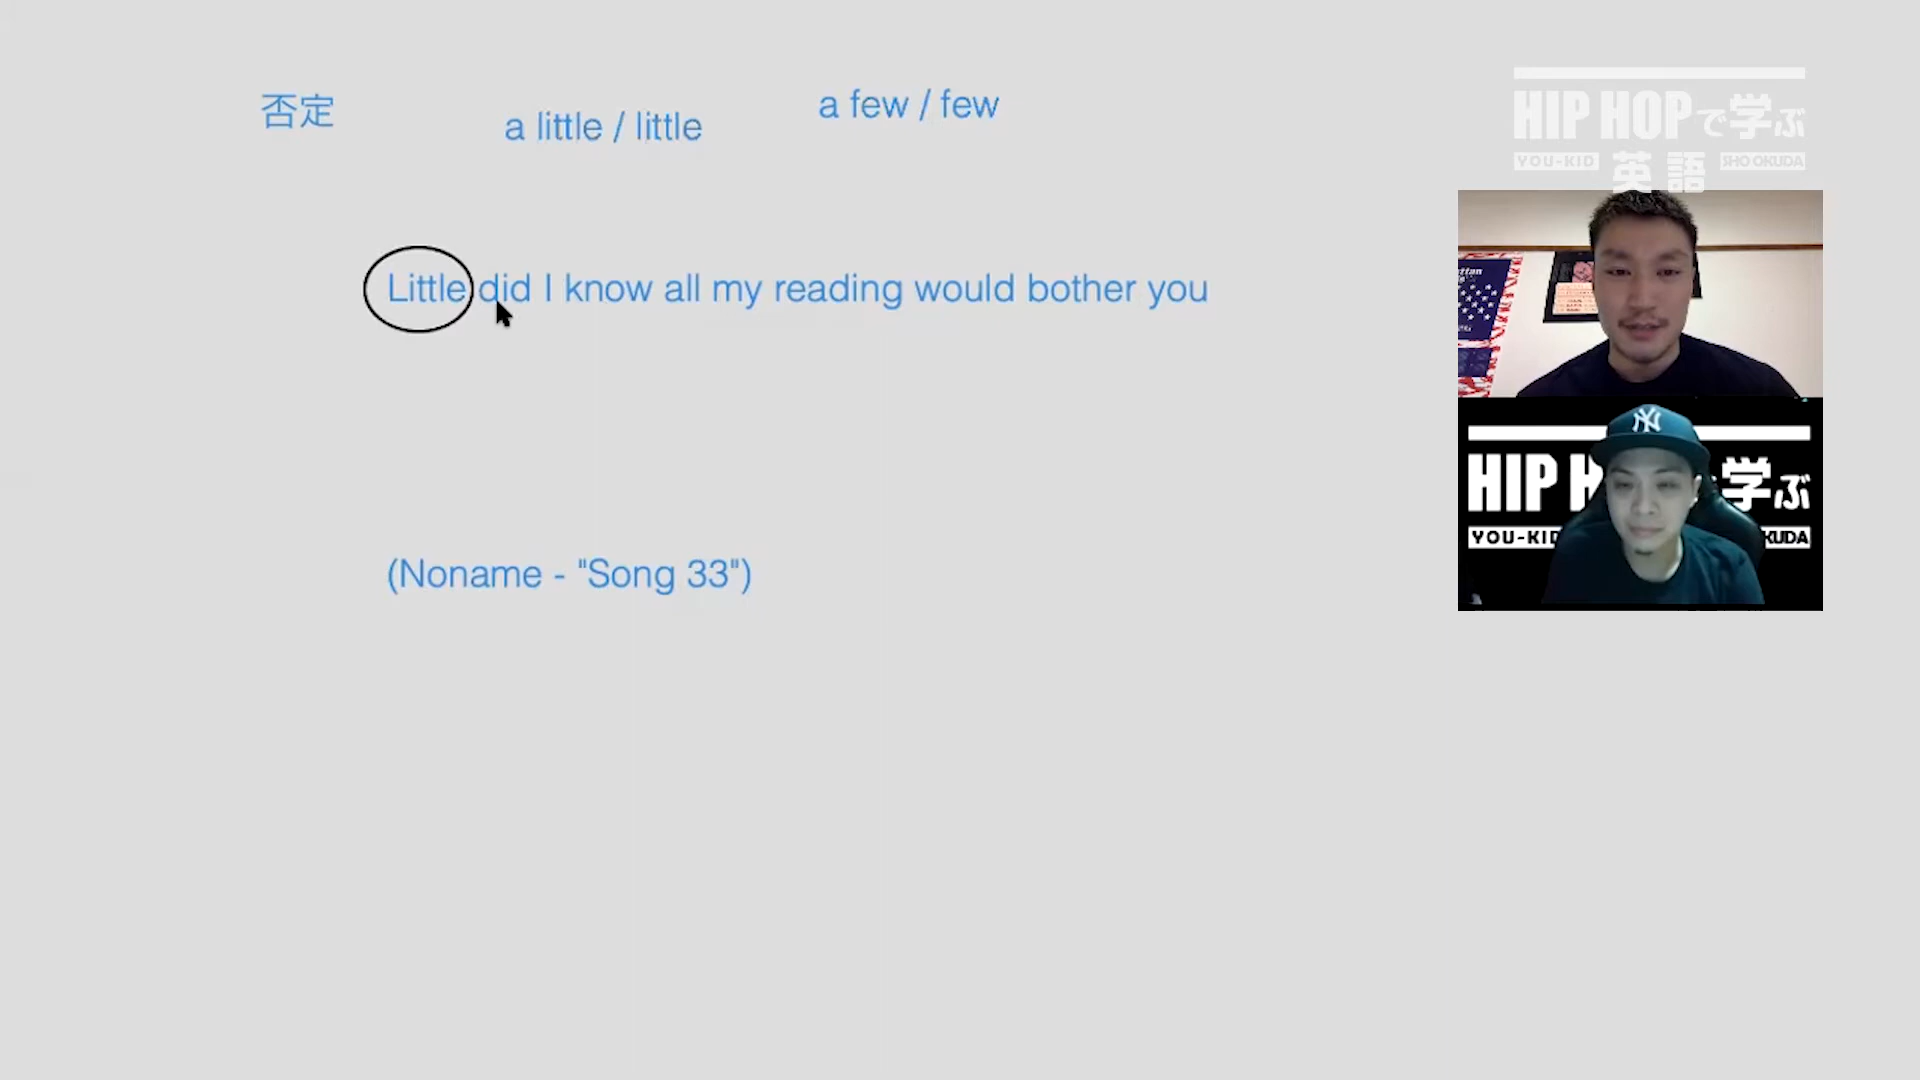 否定
a little / little
a few / few
Little did I know all my reading would bother you
(Noname - "Song 33")
HIP HOPで学ぶ
YOU-KID 英語 SHO OKUDA
HIP H 学ぶ
YOU-KID KUDA